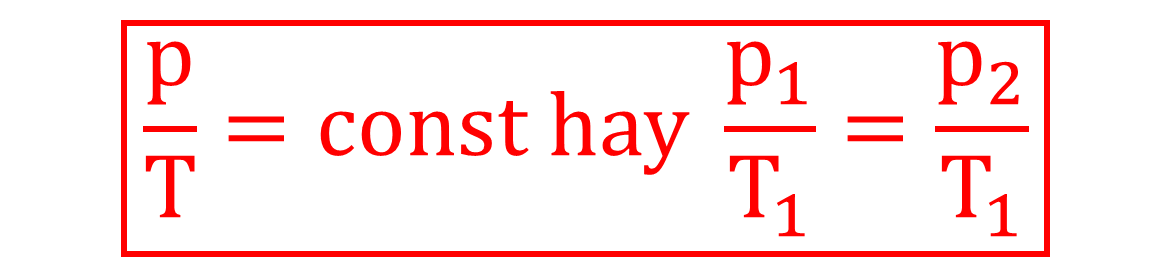 p/T = const hay p₁/T₁ = p₂/T₁